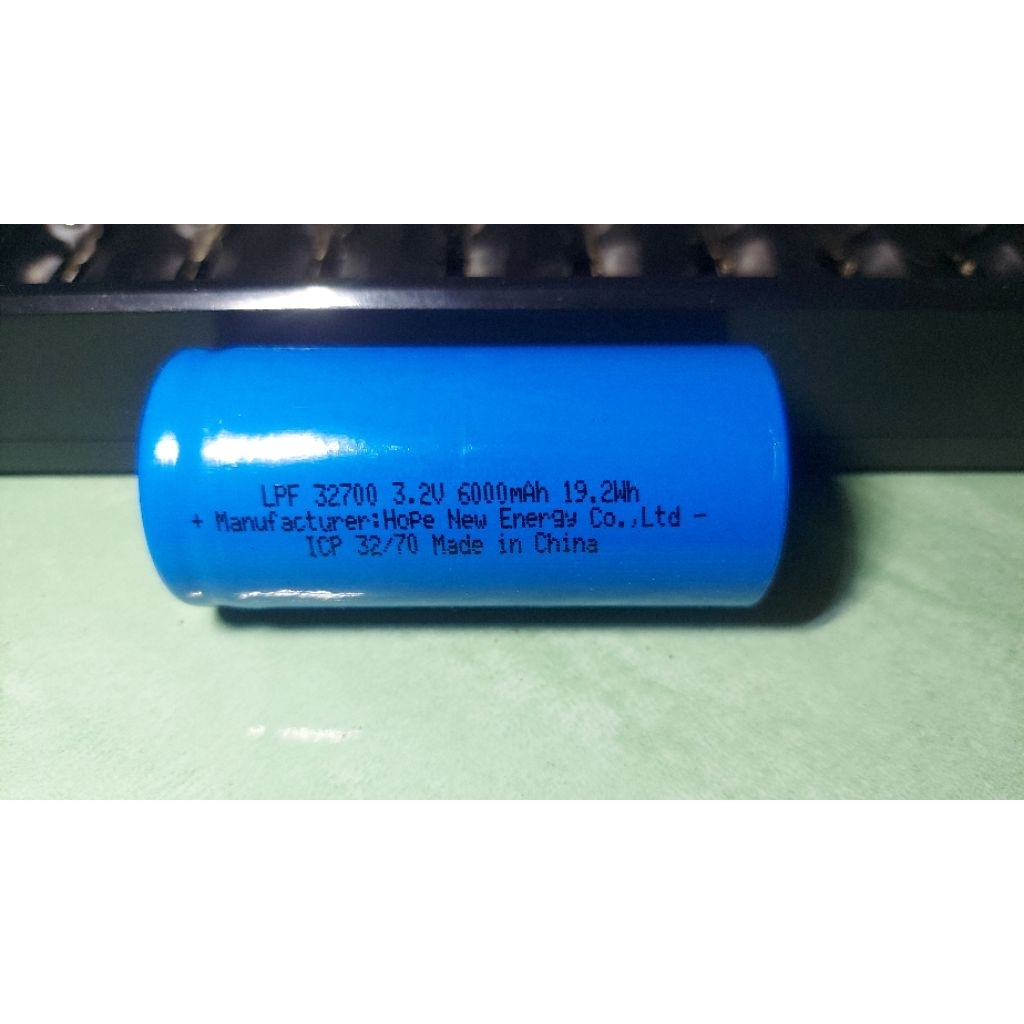 LPF 32700 3.2V 6000mAh 19.2Wh
+ Manufacturer:HoPe New Energy Co.,Ltd -
ICP 32/70 Made in China